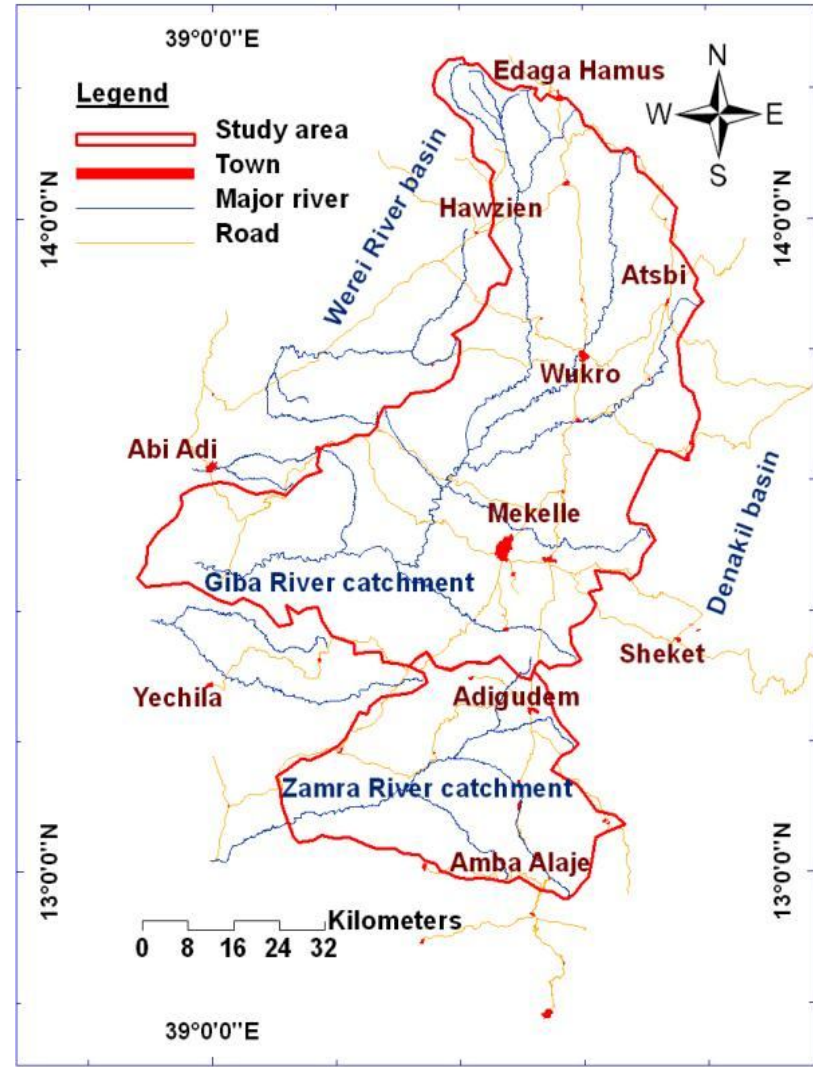 39°0'0"E
Edaga Hamus
N
W
E
S
Legend
Study area
Town
Major river
Road
14°0'0"N
14°0'0"N
Werei River basin
Hawzien
Atsbi
Wukro
Abi Adi
Mekelle
Denakil basin
Giba River catchment
Sheket
Yechila
Adigudem
Zamra River catchment
Amba Alaje
13°0'0"N
13°0'0"N
Kilometers
0 8 16 24 32
39°0'0"E